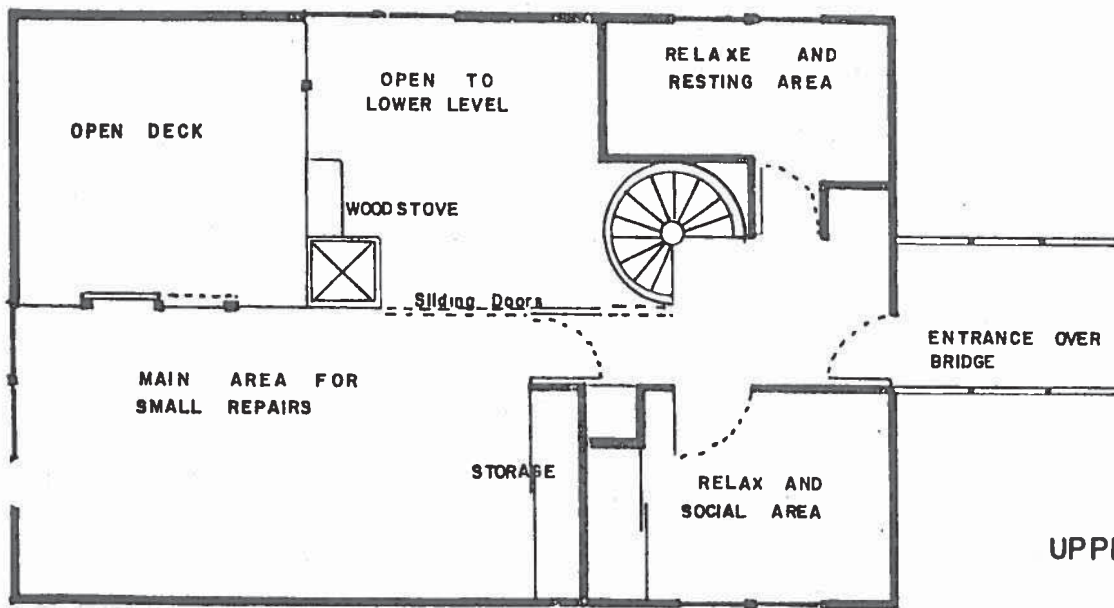 RELAXE AND
RESTING AREA
OPEN TO
LOWER LEVEL
OPEN DECK
WOODSTOVE
Sliding Doors
ENTRANCE OVER
BRIDGE
MAIN AREA FOR
SMALL REPAIRS
STORAGE
RELAX AND
SOCIAL AREA
UPP